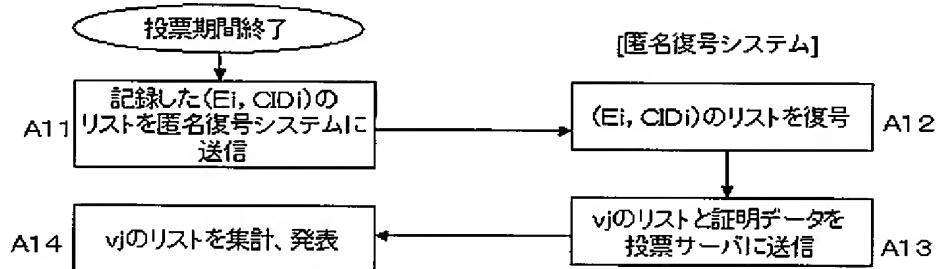 投票期間終了
[匿名復号システム]
記録した(Ei, CIDi)の
リストを匿名復号システムに
送信
A11
(Ei, CIDi)のリストを復号
A12
vjのリストと証明データを
投票サーバに送信
A13
vjのリストを集計、発表
A14